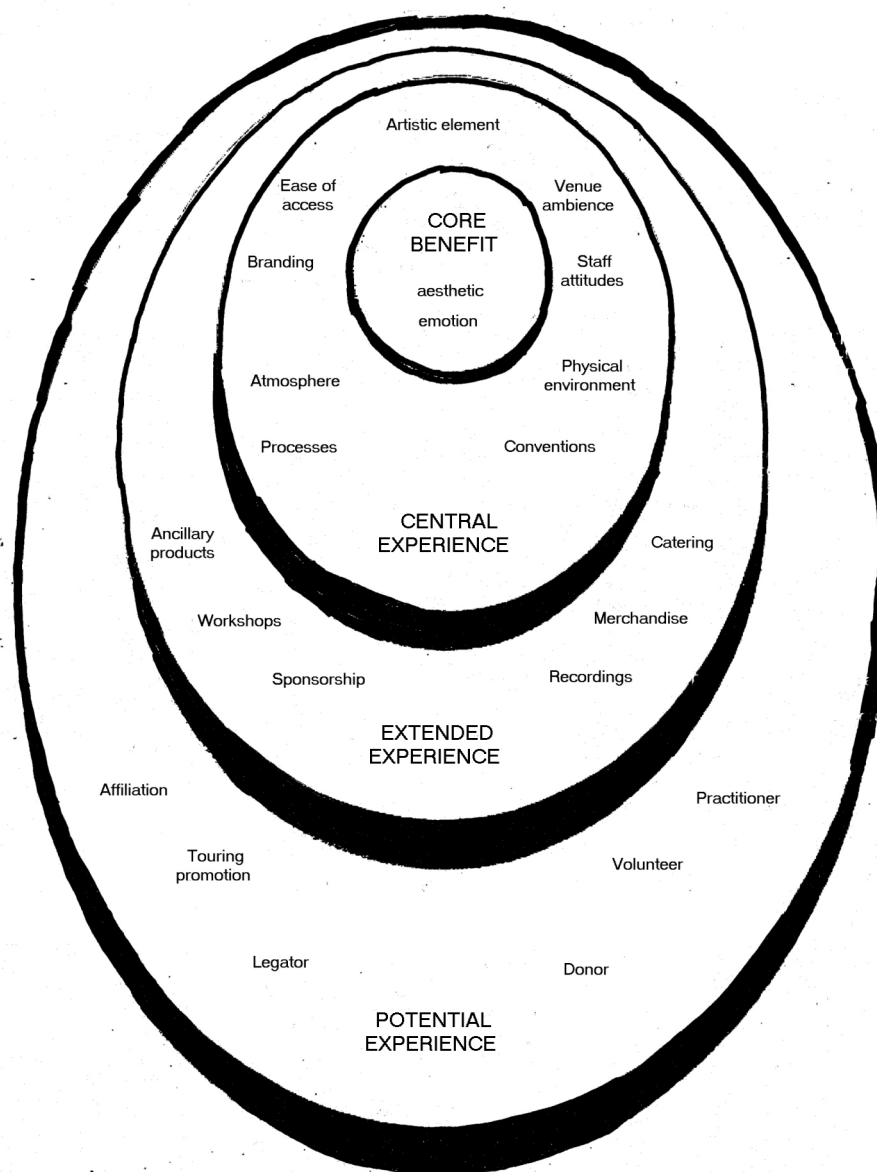 Artistic element
Ease of
access
Venue
ambience
CORE
BENEFIT
aesthetic
emotion
Branding
Staff
attitudes
Atmosphere
Physical
environment
Processes
Conventions
CENTRAL
EXPERIENCE
Ancillary
products
Catering
Workshops
Merchandise
Sponsorship
Recordings
EXTENDED
EXPERIENCE
Affiliation
Practitioner
Touring
promotion
Volunteer
Legator
Donor
POTENTIAL
EXPERIENCE